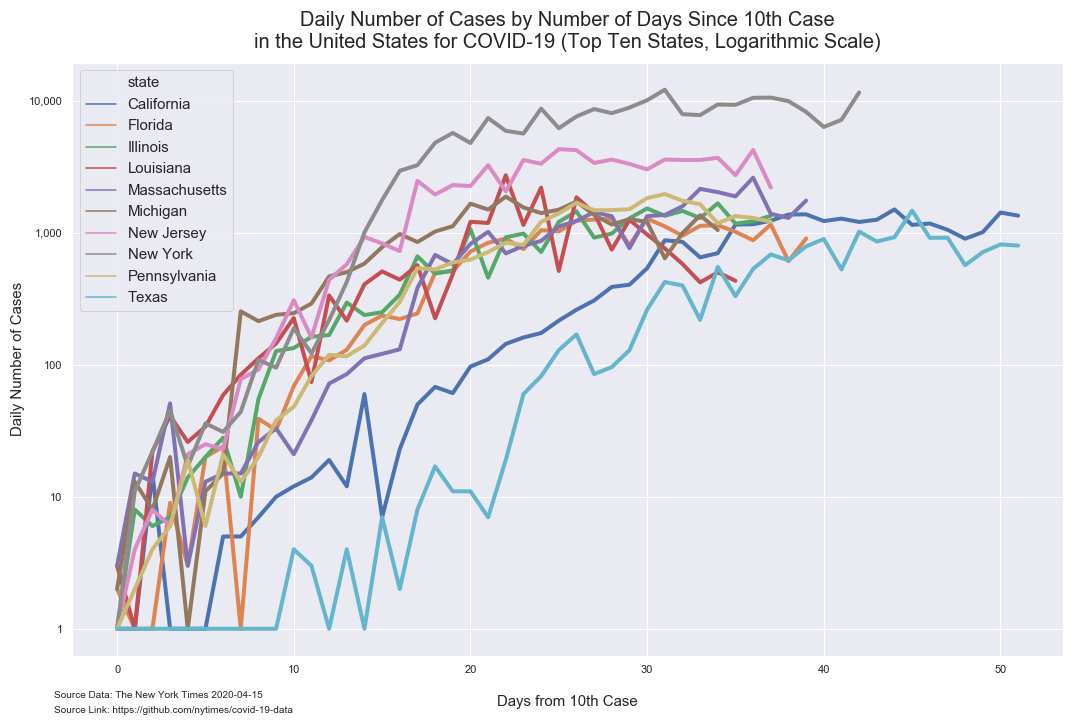 Daily Number of Cases by Number of Days Since 10th Case
in the United States for COVID-19 (Top Ten States, Logarithmic Scale)
state
California
Florida
Illinois
Louisiana
Massachusetts
Michigan
New Jersey
New York
Pennsylvania
Texas
10,000
1,000
100
10
1
Daily Number of Cases
0
10
20
30
40
50
Days from 10th Case
Source Data: The New York Times 2020-04-15
Source Link: https://github.com/nytimes/covid-19-data